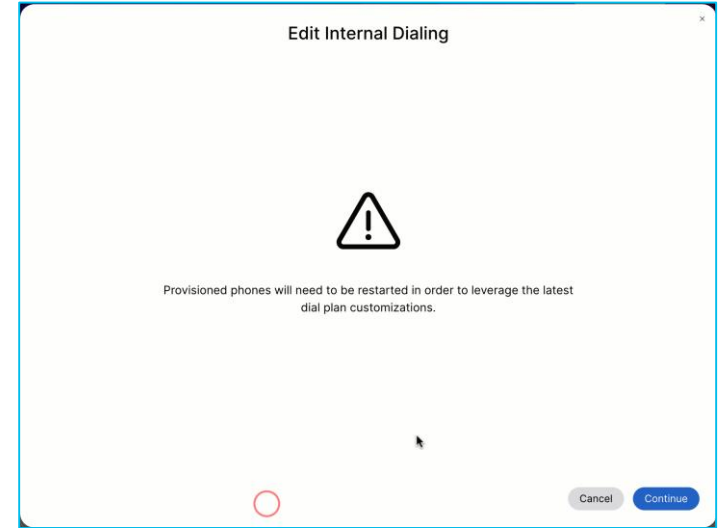 Edit Internal Dialing
Provisioned phones will need to be restarted in order to leverage the latest
dial plan customizations.
Cancel
Continue